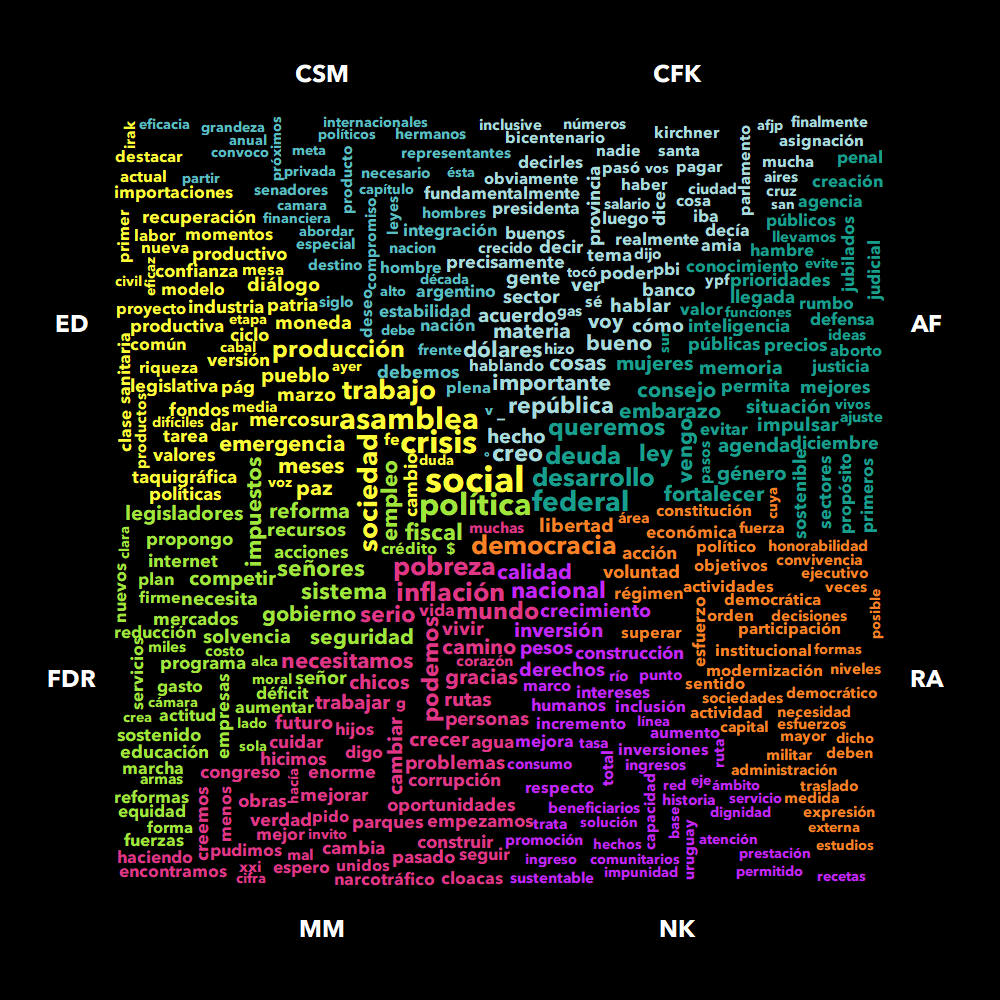 CSM CFK
irak eficacia grandeza próximos internacionales inclusive números afjp finalmente
anual políticos hermanos bicentenario kirchner parlamento asignación
destacar convoco meta producto representantes decirles nadie santa mucha penal
actual partir privada necesario ésta obviamente provincia pasó vos pagar aires creación
importaciones senadores capítulo fundamentalmente haber ciudad cruz agencia
primer recuperación camara compromiso leyes hombres presidenta salario dicen cosa san
financiera luego iba públicos
labor momentos abordar integración buenos realmente decía llevamos jubilados
nueva especial nacion crecido decir tema dijo amia hambre judicial
eficaz productivo destino hombre precisamente poder pbi conocimiento evite
civil confianza mesa década gente tocó ver banco ypf prioridades
modelo diálogo deseo alto argentino sector sé hablar llegada rumbo
proyecto industria patria siglo estabilidad acuerdo gas valor funciones defensa
ED productiva etapa moneda debe nación materia voy cómo inteligencia ideas AF
clase sanitaria común ciclo cabal producción frente dólares hizo bueno sur públicas precios aborto
riqueza versión pueblo ayer debemos hablando cosas mujeres memoria justicia
legislativa pág marzo trabajo plena importante consejo permita mejores
productos fondos media asamblea v _ república embarazo situación vivos
difíciles dar mercosur queremos vengo evitar impulsar ajuste
tarea emergencia sociedad fe crisis hecho agenda diciembre
valores meses cambio duda ° creo deuda ley pasos género sostenible
taquigráfica impuestos voz paz empleo social desarrollo cuya sectores propósito primeros
políticas política federal fortalecer
legisladores reforma constitución
clara propongo recursos fiscal muchas libertad área económica fuerza
internet acciones crédito $ democracia acción político honorabilidad
nuevos plan competir señores pobreza calidad voluntad objetivos convivencia
ejecutivo
firme necesita sistema inflación nacional régimen actividades veces
mercados gobierno serio vida mundo crecimiento esfuerzo democrática posible
orden decisiones
reducción solvencia seguridad podemos vivir inversión superar participación
servicios miles costo camino pesos construcción institucional formas
programa alca necesitamos corazón derechos río punto modernización niveles
FDR gasto empresas moral señor chicos gracias marco intereses sentido RA
cámara déficit sociedades democrático
crea actitud aumentar trabajar g rutas humanos inclusión actividad necesidad
sostenido lado futuro hijos cambiar personas incremento línea capital esfuerzos
educación sola cuidar digo crecer agua mejora tasa aumento ruta mayor dicho
hicimos problemas consumo total inversiones militar deben
marcha congreso hacía enorme corrupción ingresos administración
armas respecto capacidad red eje ámbito traslado
reformas creemos menos obras mejorar oportunidades beneficiarios historia servicio medida
equidad verdad pido parques empezamos trata solución base dignidad expresión
forma mejor invito uruguay externa
fuerzas pudimos mal cambia construir promoción hechos atención estudios
haciendo pasado seguir ingreso comunitarios prestación
encontramos xxi espero unidos impunidad permitido recetas
cifra narcotráfico cloacas sustentable
MM NK